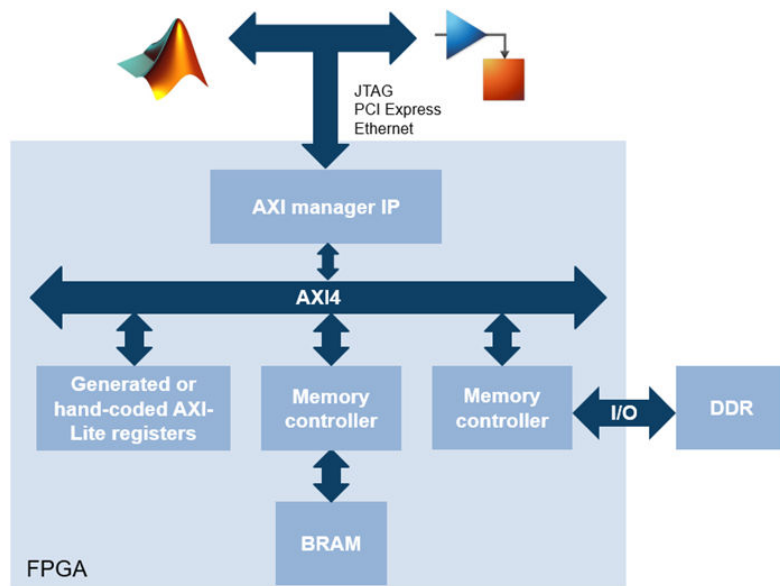 JTAG
PCI Express
Ethernet
AXI manager IP
AXI4
Generated or
hand-coded AXI-
Lite registers
Memory
controller
Memory
controller
I/O
DDR
BRAM
FPGA